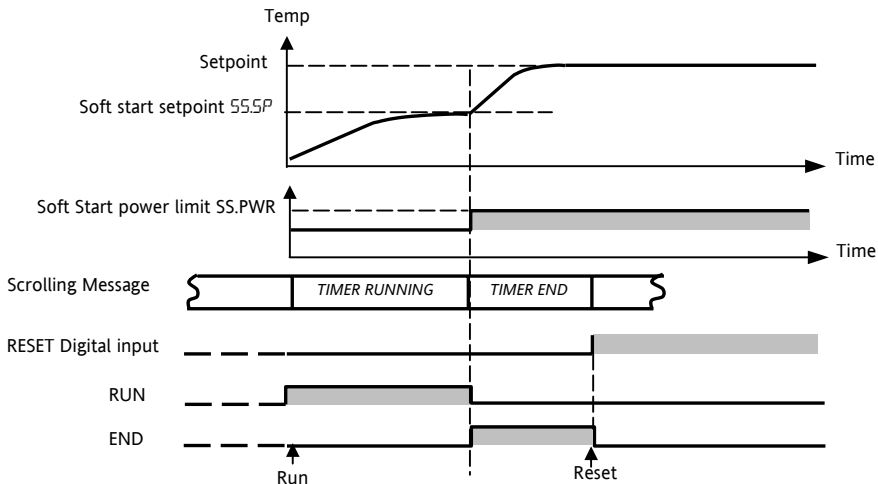 Temp
Setpoint
Soft start setpoint SS.SP
Time
Soft Start power limit SS.PWR
Time
Scrolling Message
TIMER RUNNING
TIMER END
RESET Digital input
RUN
END
Run
Reset